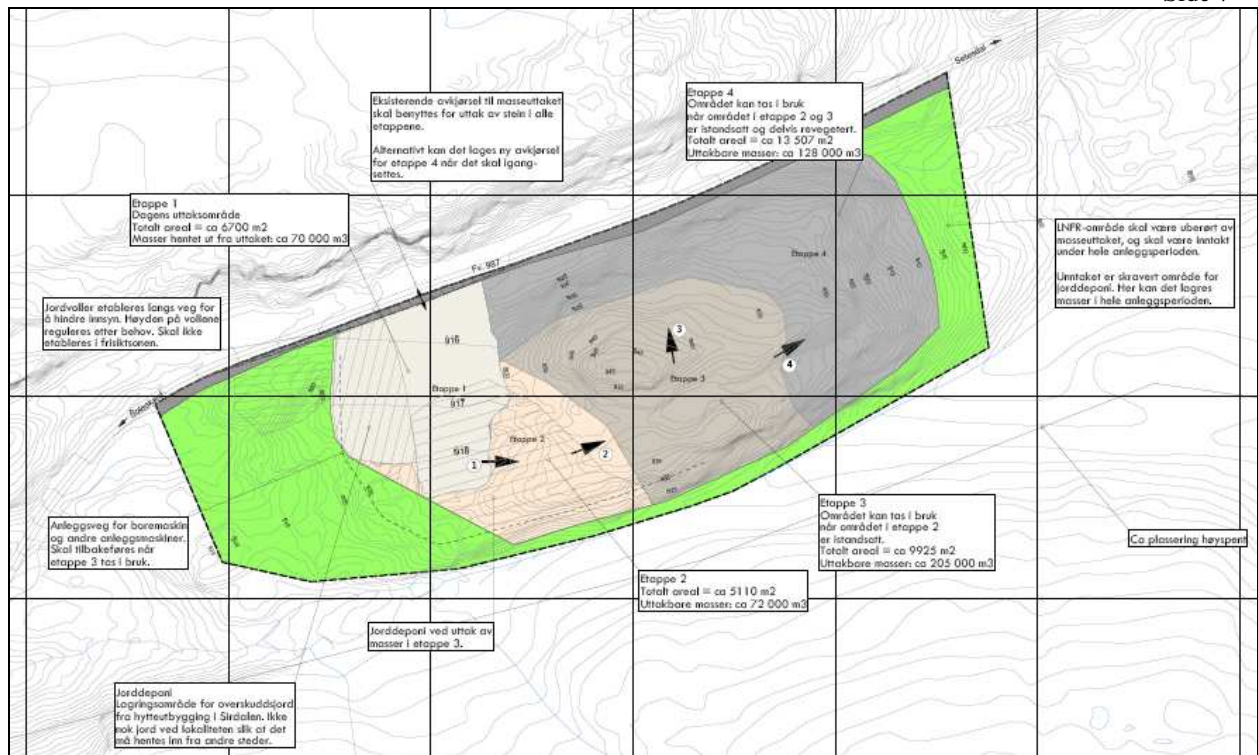 Side 4
Setesdal
Eksisterende avkjørsel til masseuttaket
skal benyttes for uttak av stein i alle
etappene.
Alternativt kan det lages ny avkjørsel
for etappe 4 når det skal igang-
settes.
Etappe 4
Området kan tas i bruk
når området i etappe 2 og 3
er istandsatt og delvis revegetert.
Totalt areal = ca 13 507 m2
Uttakbare masser: ca 128 000 m3
Etappe 1
Dagens uttaksområde
Totalt areal = ca 6700 m2
Masser hentet ut fra uttaket: ca 70 000 m3
LNFR-område skal være uberørt av
masseuttaket, og skal være inntakt
under hele anleggsperioden.
Unntaket er skravert område for
jorddeponi. Her kan det lagres
masser i hele anleggsperioden.
Fv. 987
Etappe 4
Jordvoller etableres langs veg for
å hindre innsyn. Høyden på vollene
reguleres etter behov. Skal ikke
etableres i frisiktsonen.
916
3
4
Etappe 1
Etappe 3
917
Etappe 2
918
1
2
Anleggsveg for boremaskin
og andre anleggsmaskiner.
Skal tilbakeføres når
etappe 3 tas i bruk.
Etappe 3
Området kan tas i bruk
når området i etappe 2
er istandsatt.
Totalt areal = ca 9925 m2
Uttakbare masser: ca 205 000 m3
Ca plassering høyspent
Etappe 2
Totalt areal = ca 5110 m2
Uttakbare masser: ca 72 000 m3
Jorddeponi ved uttak av
masser i etappe 3.
Jorddeponi
Lagringsområde for overskuddsjord
fra hytteutbygging i Sirdalen. Ikke
nok jord ved lokaliteten slik at det
må hentes inn fra andre steder.